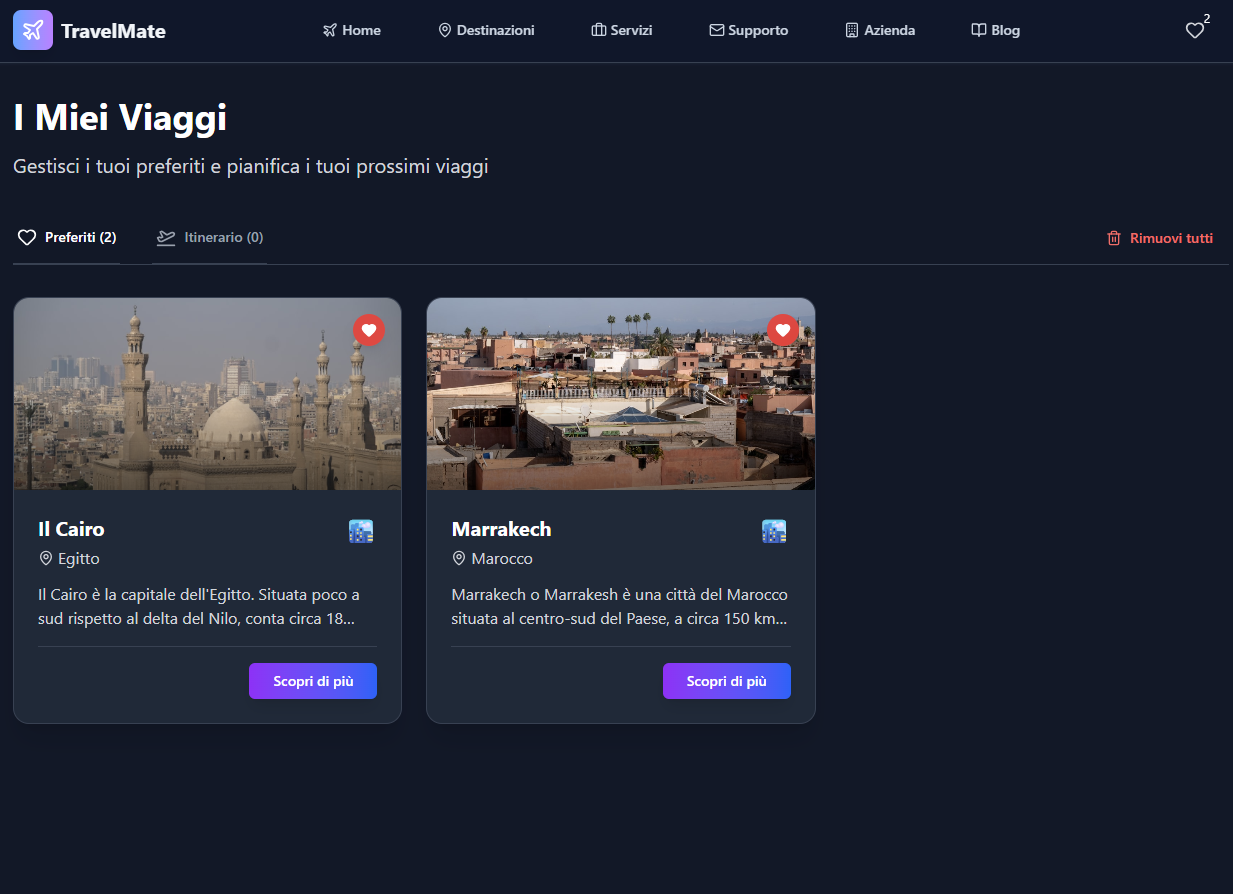 TravelMate
Home
Destinazioni
Servizi
Supporto
Azienda
Blog
2
I Miei Viaggi
Gestisci i tuoi preferiti e pianifica i tuoi prossimi viaggi
Preferiti (2)
Itinerario (0)
Rimuovi tutti
Il Cairo
Egitto
Il Cairo è la capitale dell'Egitto. Situata poco a
sud rispetto al delta del Nilo, conta circa 18...
Scopri di più
Marrakech
Marocco
Marrakech o Marrakesh è una città del Marocco
situata al centro-sud del Paese, a circa 150 km...
Scopri di più